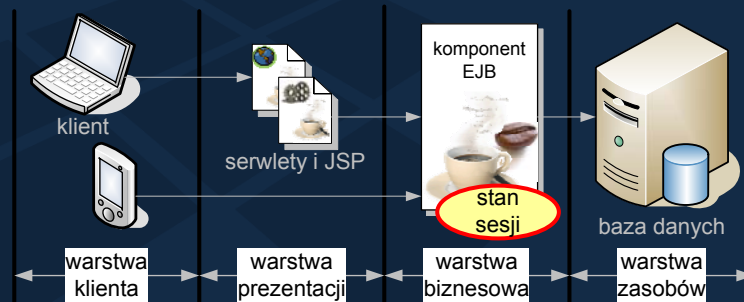 komponent
EJB
klient
serwlety i JSP
stan
sesji
baza danych
warstwa
klienta
warstwa
prezentacji
warstwa
biznesowa
warstwa
zasobów